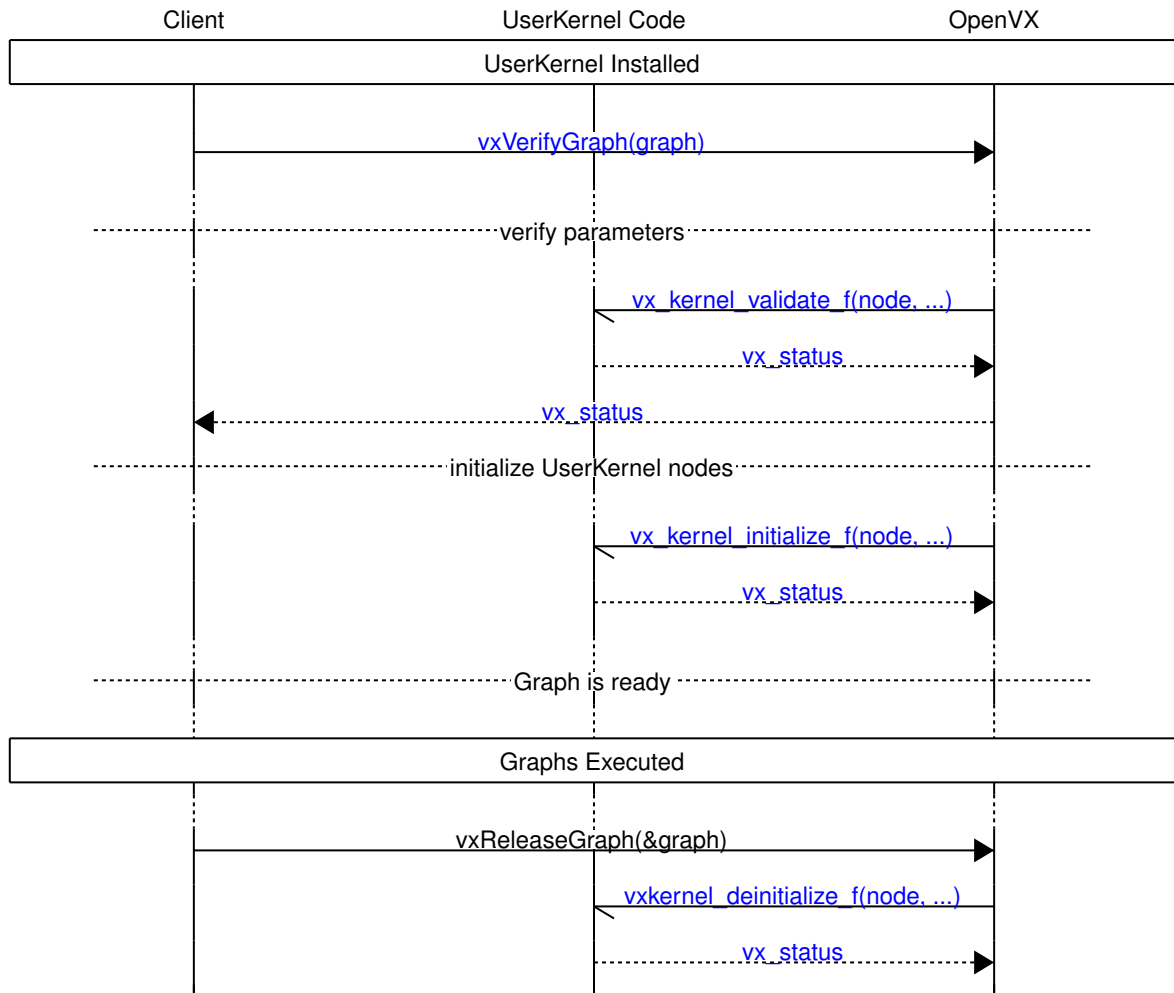 Client UserKernel Code OpenVX
UserKernel Installed
vxVerifyGraph(graph)
verify parameters
vx_kernel_validate_f(node, ...)
vx_status
vx_status
initialize UserKernel nodes
vx_kernel_initialize_f(node, ...)
vx_status
Graph is ready
Graphs Executed
vxReleaseGraph(&graph)
vxkernel_deinitialize_f(node, ...)
vx_status